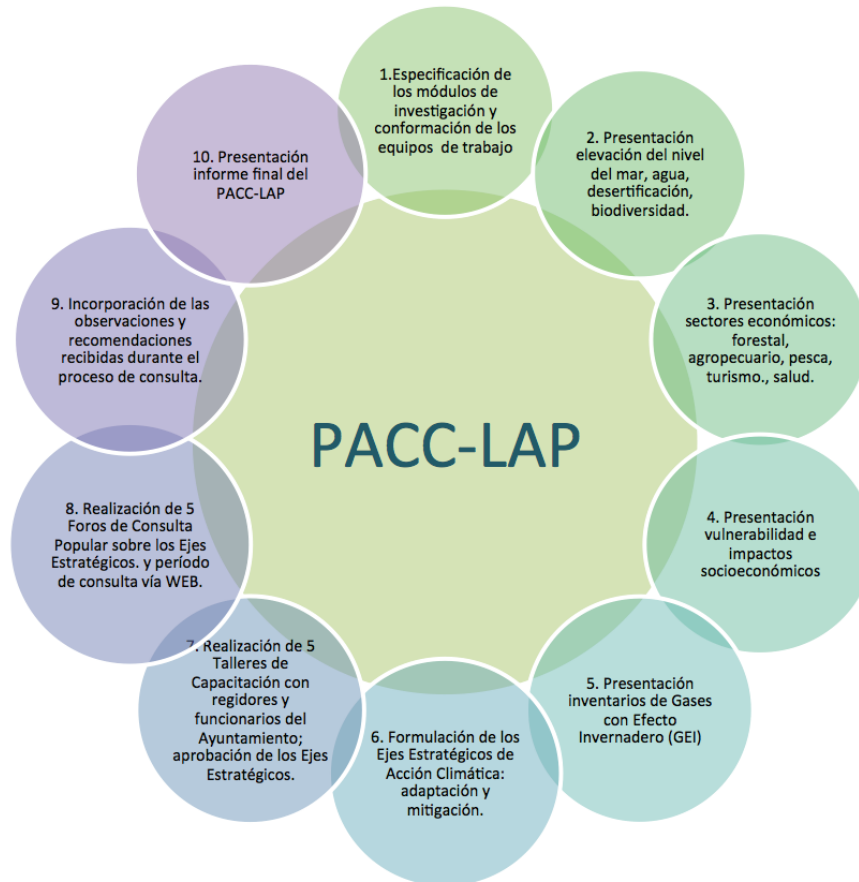 1.Especificación de
los módulos de
investigación y
conformación de los
equipos de trabajo
2. Presentación
elevación del nivel
del mar, agua,
desertificación,
biodiversidad.
3. Presentación
sectores económicos:
forestal,
agropecuario, pesca,
turismo., salud.
4. Presentación
vulnerabilidad e
impactos
socioeconómicos
5. Presentación
inventarios de Gases
con Efecto
Invernadero (GEI)
6. Formulación de los
Ejes Estratégicos de
Acción Climática:
adaptación y
mitigación.
7. Realización de 5
Talleres de
Capacitación con
regidores y
funcionarios del
Ayuntamiento;
aprobación de los Ejes
Estratégicos.
8. Realización de 5
Foros de Consulta
Popular sobre los Ejes
Estratégicos. y período
de consulta vía WEB.
9. Incorporación de las
observaciones y
recomendaciones
recibidas durante el
proceso de consulta.
10. Presentación
informe final del
PACC-LAP
PACC-LAP